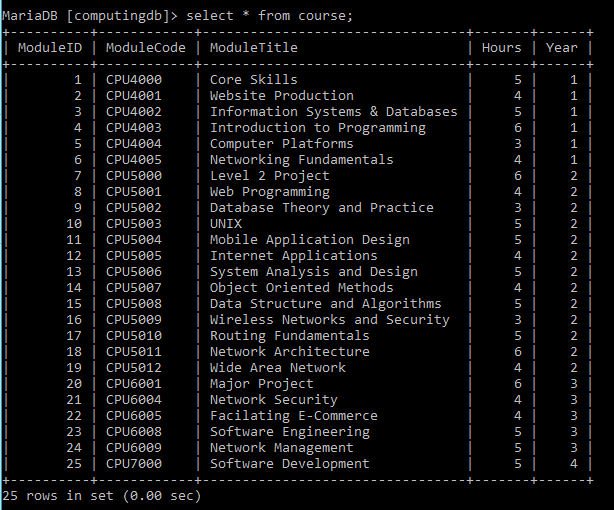 MariaDB [computingdb]> select * from course;
+----------+------------+---------------------------------+-------+------+
| ModuleID | ModuleCode | ModuleTitle                     | Hours | Year |
+----------+------------+---------------------------------+-------+------+
|        1 | CPU4000    | Core Skills                     |     5 |    1 |
|        2 | CPU4001    | Website Production              |     4 |    1 |
|        3 | CPU4002    | Information Systems & Databases |     5 |    1 |
|        4 | CPU4003    | Introduction to Programming     |     6 |    1 |
|        5 | CPU4004    | Computer Platforms              |     3 |    1 |
|        6 | CPU4005    | Networking Fundamentals         |     4 |    1 |
|        7 | CPU5000    | Level 2 Project                 |     6 |    2 |
|        8 | CPU5001    | Web Programming                 |     4 |    2 |
|        9 | CPU5002    | Database Theory and Practice    |     3 |    2 |
|       10 | CPU5003    | UNIX                            |     5 |    2 |
|       11 | CPU5004    | Mobile Application Design       |     5 |    2 |
|       12 | CPU5005    | Internet Applications           |     4 |    2 |
|       13 | CPU5006    | System Analysis and Design      |     5 |    2 |
|       14 | CPU5007    | Object Oriented Methods         |     4 |    2 |
|       15 | CPU5008    | Data Structure and Algorithms   |     5 |    2 |
|       16 | CPU5009    | Wireless Networks and Security  |     3 |    2 |
|       17 | CPU5010    | Routing Fundamentals            |     5 |    2 |
|       18 | CPU5011    | Network Architecture            |     6 |    2 |
|       19 | CPU5012    | Wide Area Network               |     4 |    2 |
|       20 | CPU6001    | Major Project                   |     6 |    3 |
|       21 | CPU6004    | Network Security                |     4 |    3 |
|       22 | CPU6005    | Facilating E-Commerce           |     4 |    3 |
|       23 | CPU6008    | Software Engineering            |     5 |    3 |
|       24 | CPU6009    | Network Management              |     5 |    3 |
|       25 | CPU7000    | Software Development            |     5 |    4 |
+----------+------------+---------------------------------+-------+------+
25 rows in set (0.00 sec)